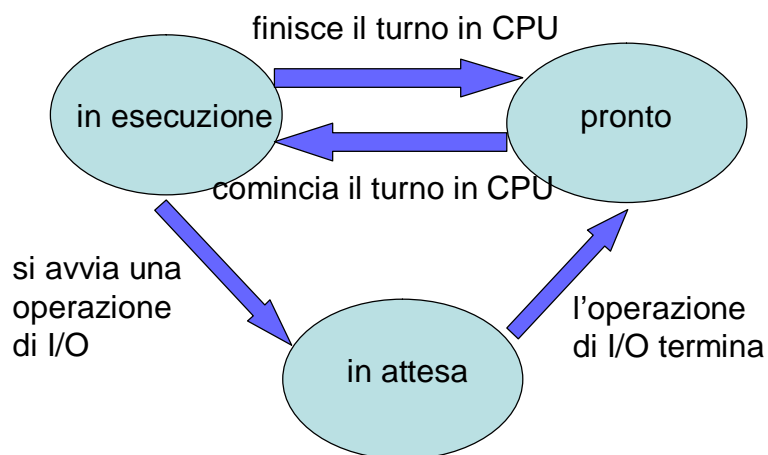 finisce il turno in CPU
in esecuzione
pronto
comincia il turno in CPU
si avvia una
operazione
di I/O
l’operazione
di I/O termina
in attesa